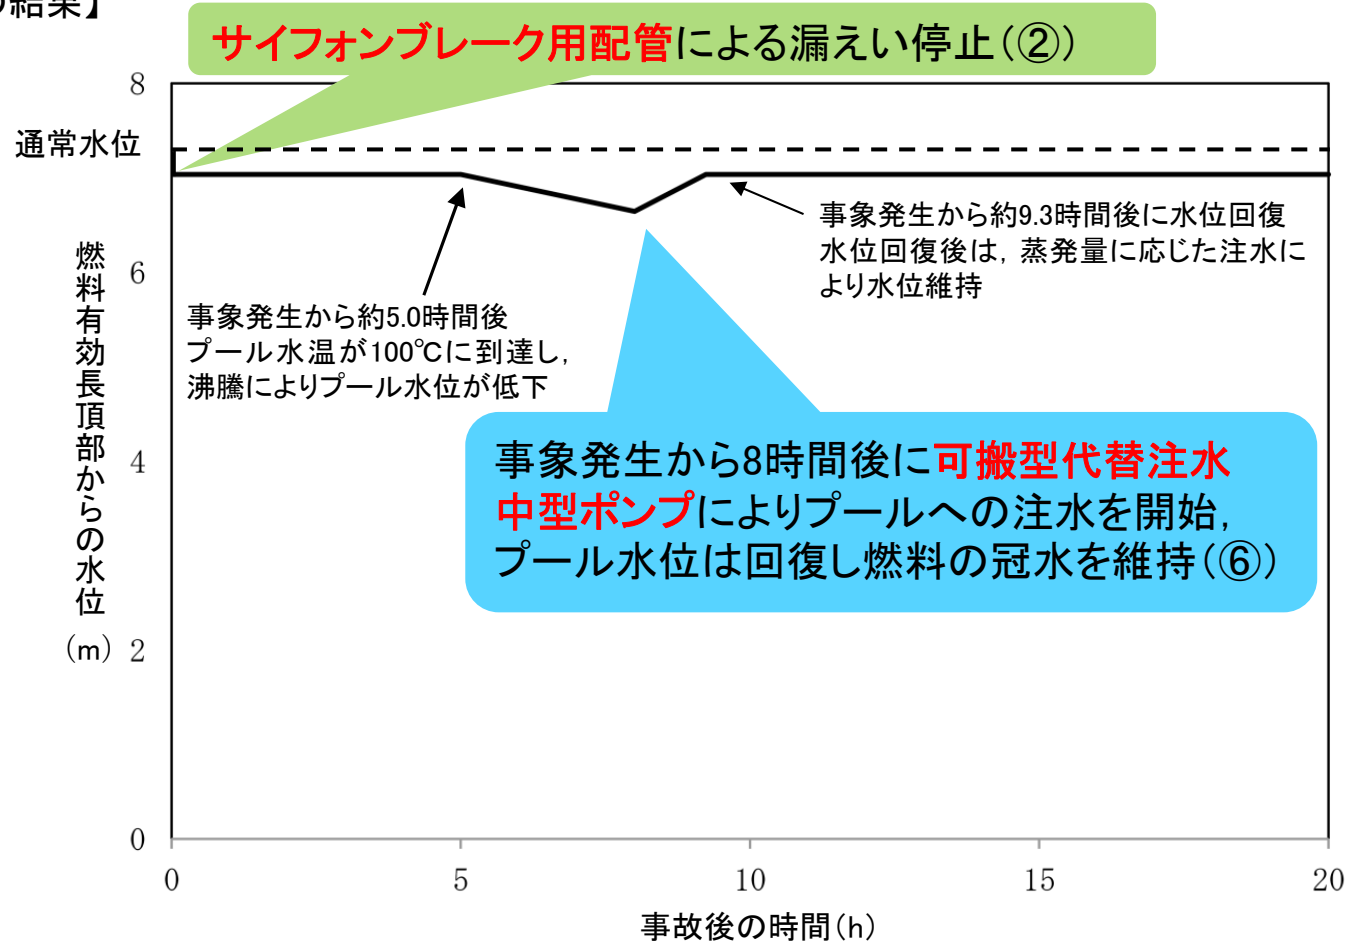 の結果】
サイフォンブレーク用配管による漏えい停止（②）
8
通常水位
事象発生から約9.3時間後に水位回復
水位回復後は，蒸発量に応じた注水に
より水位維持
6
事象発生から約5.0時間後
プール水温が100℃に到達し，
沸騰によりプール水位が低下
燃料有効長頂部からの水位
（m）
事象発生から8時間後に可搬型代替注水
中型ポンプによりプールへの注水を開始，
プール水位は回復し燃料の冠水を維持（⑥）
4
2
0
0 5 10 15 20
事故後の時間（h）